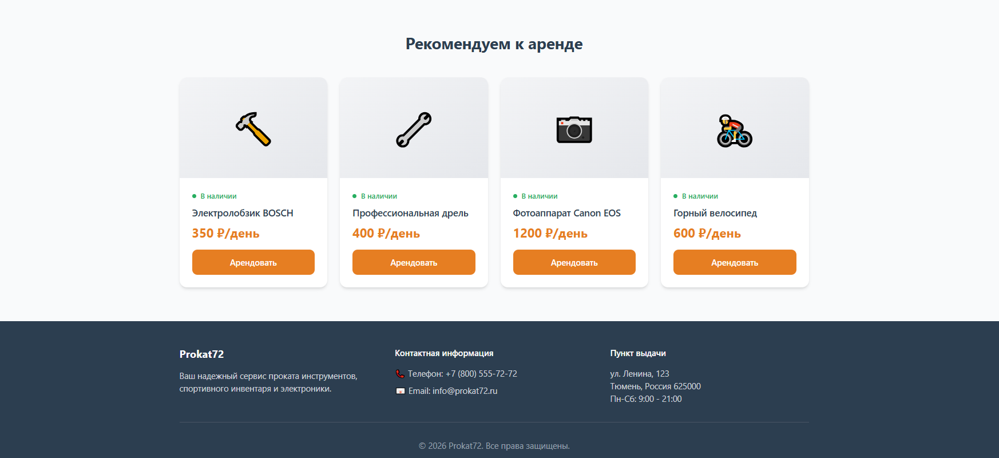 Рекомендуем к аренде
В наличии
Электролобзик BOSCH
350 ₽/день
Арендовать
В наличии
Профессиональная дрель
400 ₽/день
Арендовать
В наличии
Фотоаппарат Canon EOS
1200 ₽/день
Арендовать
В наличии
Горный велосипед
600 ₽/день
Арендовать
Prokat72
Ваш надежный сервис проката инструментов,
спортивного инвентаря и электроники.
Контактная информация
Телефон: +7 (800) 555-72-72
Email: info@prokat72.ru
Пункт выдачи
ул. Ленина, 123
Тюмень, Россия 625000
Пн-Сб: 9:00 - 21:00
© 2026 Prokat72. Все права защищены.